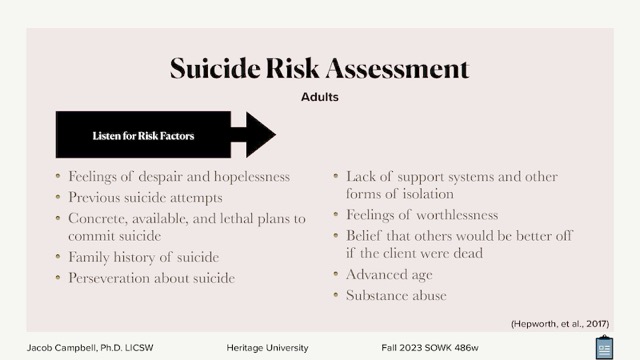 Suicide Risk Assessment
Adults
Listen for Risk Factors
Feelings of despair and hopelessness
Previous suicide attempts
Concrete, available, and lethal plans to
commit suicide
Family history of suicide
Perseveration about suicide
Lack of support systems and other
forms of isolation
Feelings of worthlessness
Belief that others would be better off
if the client were dead
Advanced age
Substance abuse
(Hepworth, et al., 2017)
Jacob Campbell, Ph.D. LICSW
Heritage University
Fall 2023 SOWK 486w